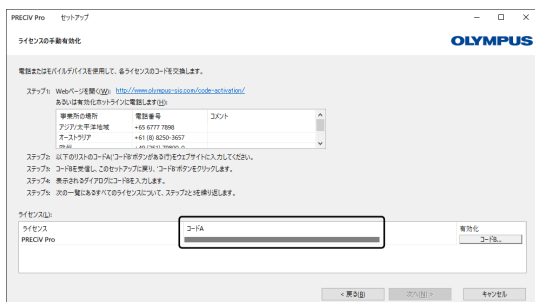 PRECiV Pro セットアップ
ライセンスの手動有効化
OLYMPUS
電話またはモバイルデバイスを使用して、各ライセンスのコードを交換します。
ステップ1: Webページを開く(W): http://www.olympus-sis.com/code-activation/
あるいは有効化ホットラインに電話します(H):
事業所の場所 電話番号 コメント
アジア/太平洋地域 +65 6777 7898
オーストラリア +61 (8) 8250-3657
ステップ2: 以下のリストのコードA('コードB'ボタンがある行)をウェブサイトに入力してください。
ステップ3: コードBを受信し、このセットアップに戻り、'コードB'ボタンをクリックします。
ステップ4: 表示されるダイアログにコードBを入力します。
ステップ5: 次の一覧にあるすべてのライセンスについて、ステップ2と3を繰り返します。
ライセンス(L):
ライセンス コードA 有効化
PRECiV Pro コードB...
< 戻る(B) 次へ(N) > キャンセル